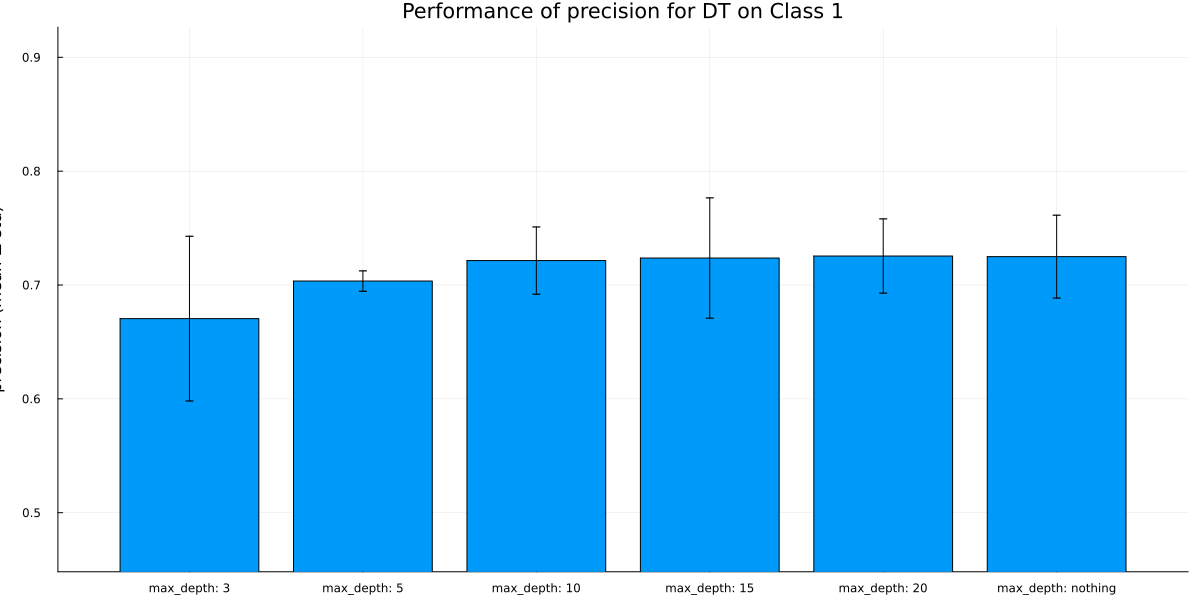 Performance of precision for DT on Class 1
0.9
0.8
0.7
0.6
0.5
max_depth: 3
max_depth: 5
max_depth: 10
max_depth: 15
max_depth: 20
max_depth: nothing